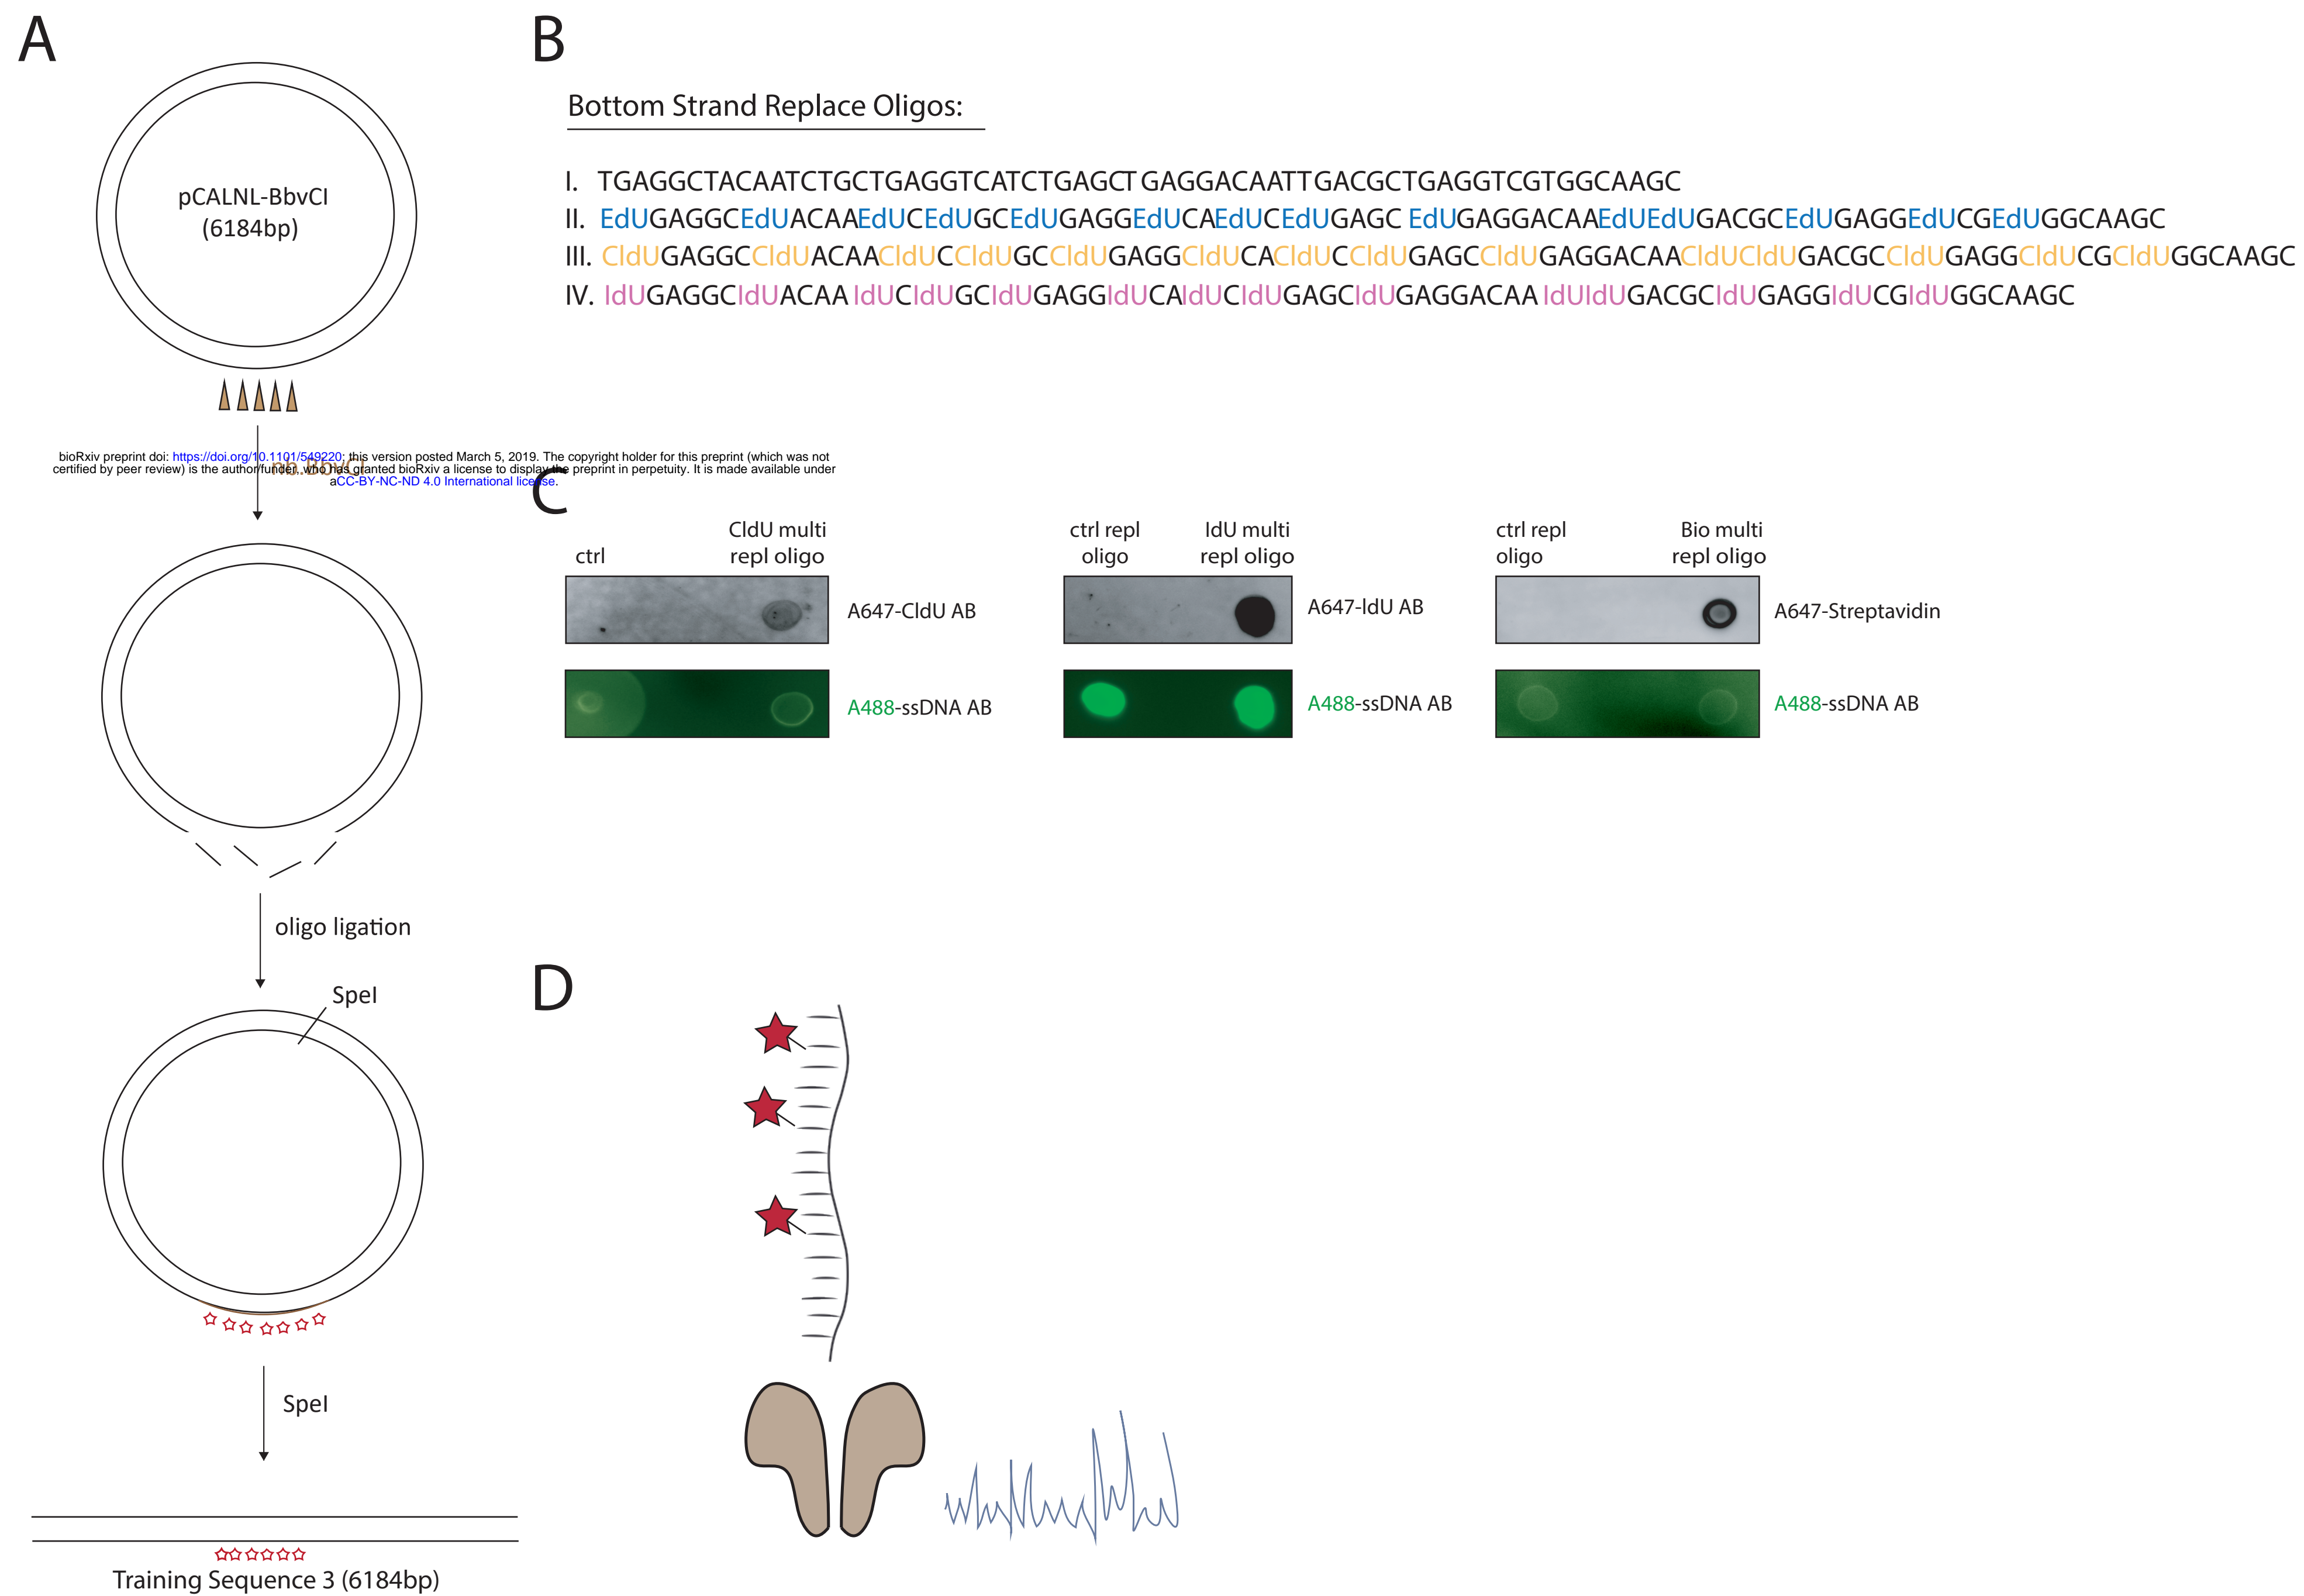 A
pCALNL-BbvCI
(6184bp)
bioRxiv preprint doi: https://doi.org/10.1101/549220; this version posted March 5, 2019. The copyright holder for this preprint (which was not
certified by peer review) is the author/funder, who has granted bioRxiv a license to display the preprint in perpetuity. It is made available under
aCC-BY-NC-ND 4.0 International license.
oligo ligation
SpeI
SpeI
Training Sequence 3 (6184bp)
B
Bottom Strand Replace Oligos:
I. TGAGGCTACAATCTGCTGAGGTCATCTGAGCTGAGGACAATTGACGCTGAGGTCGTGGCAAGC
II. EdUGAGGCEdUACAAEdUCEdUGCEdUGAGGEdUCAEdUCEdUGAGC EdUGAGGACAAEdUEdUGACGCEdUGAGGEdUCGEdUGGCAAGC
III. CldUGAGGCCldUACAACldUCCldUGCCldUGAGGCldUCACldUCCldUGAGCCldUGAGGACAACldUCldUGACGCCldUGAGGCldUCGCldUGGCAAGC
IV. IdUGAGGCIdUACAA IdUCIdUGCIdUGAGGIdUCAIdUCIdUGAGCIdUGAGGACAA IdUIdUGACGCIdUGAGGIdUCGIdUGGCAAGC
C
ctrl
CldU multi
repl oligo
A647-CldU AB
A488-ssDNA AB
ctrl repl
oligo
IdU multi
repl oligo
A647-IdU AB
A488-ssDNA AB
ctrl repl
oligo
Bio multi
repl oligo
A647-Streptavidin
A488-ssDNA AB
D